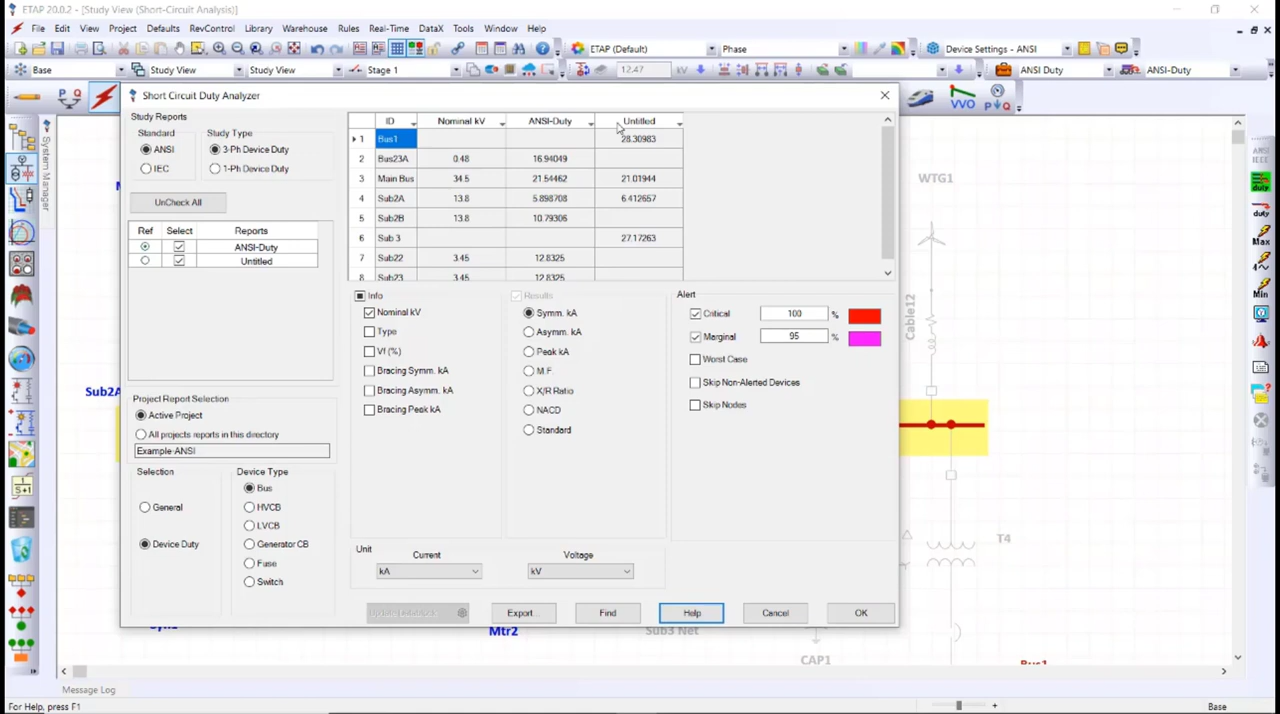 ETAP 20.0.2 - [Study View (Short-Circuit Analysis)]
File Edit View Project Defaults RevControl Library Warehouse Rules Real-Time DataX Tools Window Help
ETAP (Default) Phase Device Settings - ANSI
Base Study View Study View Stage 1 12.47 kV ANSI Duty ANSI-Duty
P Q VVO P Q
System Manager
Short Circuit Duty Analyzer
Study Reports
Standard Study Type
ANSI 3-Ph Device Duty
IEC 1-Ph Device Duty
UnCheck All
Ref Select Reports
ANSI-Duty
Untitled
ID Nominal kV ANSI-Duty Untitled
1 Bus1 28.30983
2 Bus23A 0.48 16.94049
3 Main Bus 34.5 21.54462 21.01944
4 Sub2A 13.8 5.898708 6.412657
5 Sub2B 13.8 10.79306
6 Sub 3 27.17263
7 Sub22 3.45 12.8325
8 Sub23 3.45 12.8325
Info
Nominal kV
Type
Vf (%)
Bracing Symm. kA
Bracing Asymm. kA
Bracing Peak kA
Results
Symm. kA
Asymm. kA
Peak kA
M.F.
X/R Ratio
NACD
Standard
Alert
Critical 100 %
Marginal 95 %
Worst Case
Skip Non-Alerted Devices
Skip Nodes
Project Report Selection
Active Project
All projects reports in this directory
Example-ANSI
Selection
General
Device Duty
Device Type
Bus
HVCB
LVCB
Generator CB
Fuse
Switch
Unit
Current Voltage
kA kV
Export... Find Help Cancel OK
WTG1
Cable12
Sub2A
T4
Mtr2
Sub3 Net
CAP1
Bus1
duty
duty
Max
Min
Message Log
For Help, press F1
Base